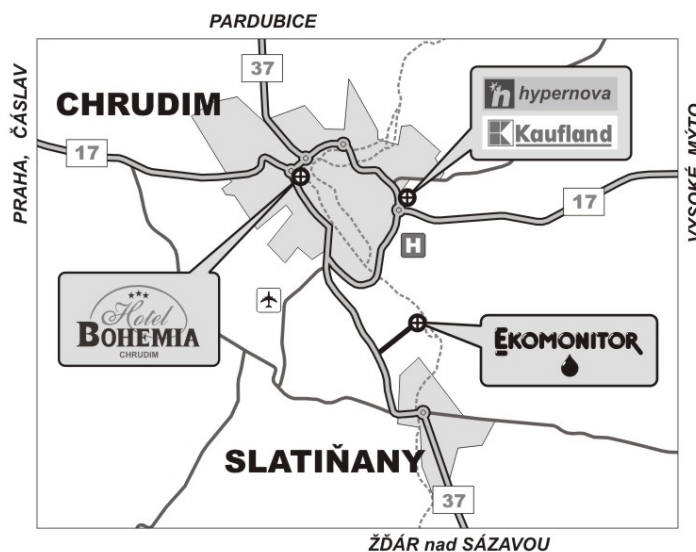 PARDUBICE
37
CHRUDIM
hypernova
K Kaufland
PRAHA, ČÁSLAV
17
VYSOKÉ MÝTO
17
H
Hotel
BOHEMIA
CHRUDIM
EKOMONITOR
SLATIŇANY
37
ŽĎÁR nad SÁZAVOU